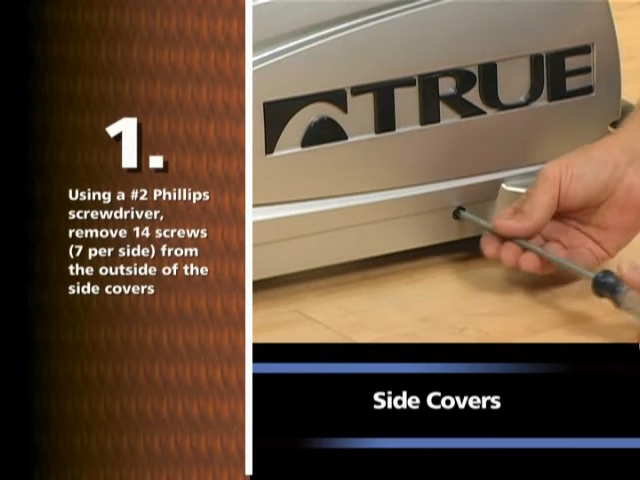 1.
Using a #2 Phillips
screwdriver,
remove 14 screws
(7 per side) from
the outside of the
side covers
TRUE
Side Covers